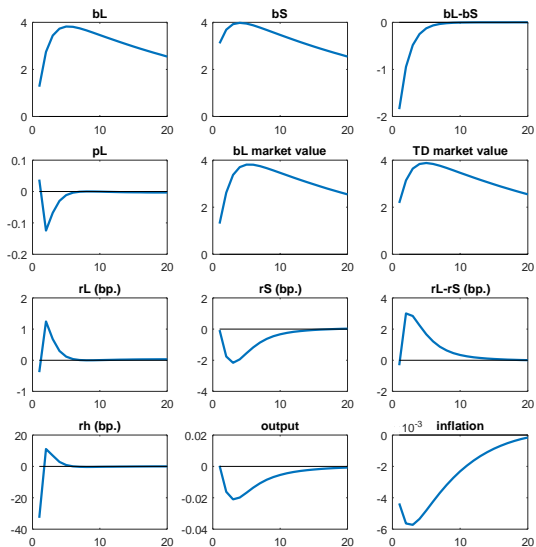 bL bS bL-bS
4 4 0
2 2 -1
0 0 -2
0 10 20 0 10 20 0 10 20
pL bL market value TD market value
0.1 4 4
0
2 2
-0.1
-0.2 0 0
0 10 20 0 10 20 0 10 20
rL (bp.) rS (bp.) rL-rS (bp.)
2 2 4
1 0 2
0 -2 0
-1 -4 -2
0 10 20 0 10 20 0 10 20
rh (bp.) output 10-3 inflation
20 0.02 0
0 0 -2
-20 -0.02 -4
-40 -0.04 -6
0 10 20 0 10 20 0 10 20